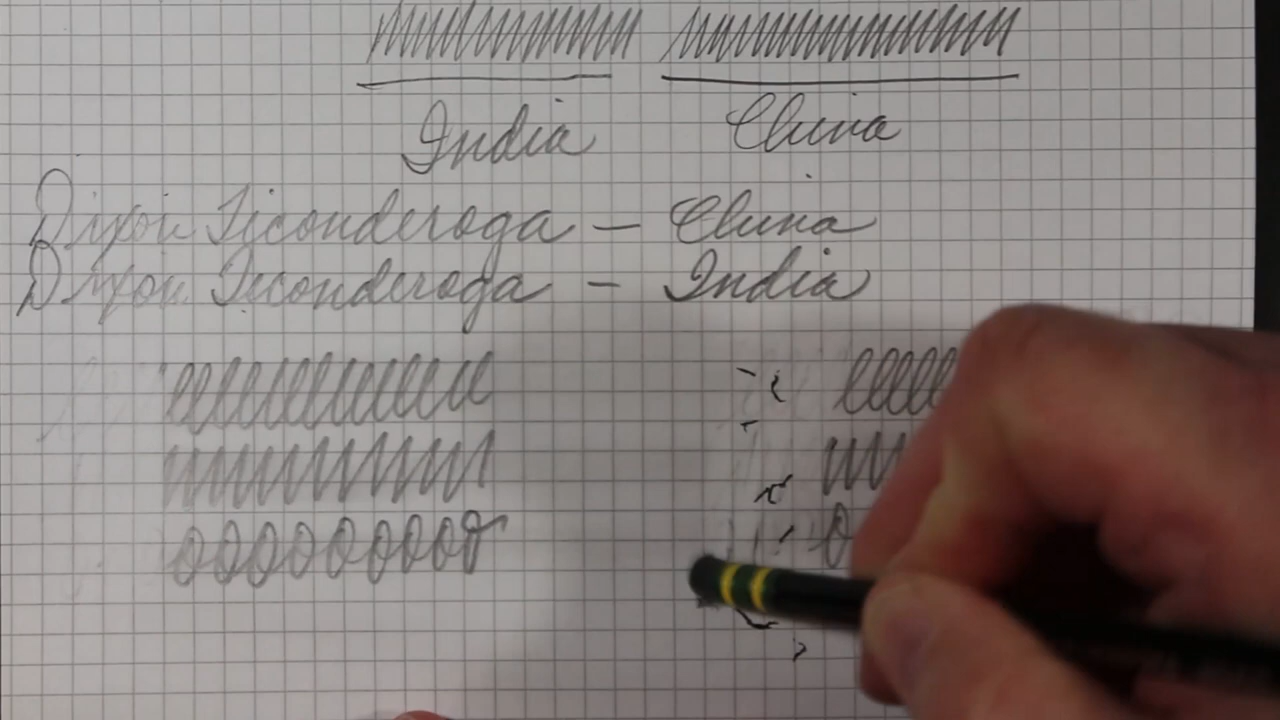 India China
Dixon Ticonderoga – China
Dixon Ticonderoga – India